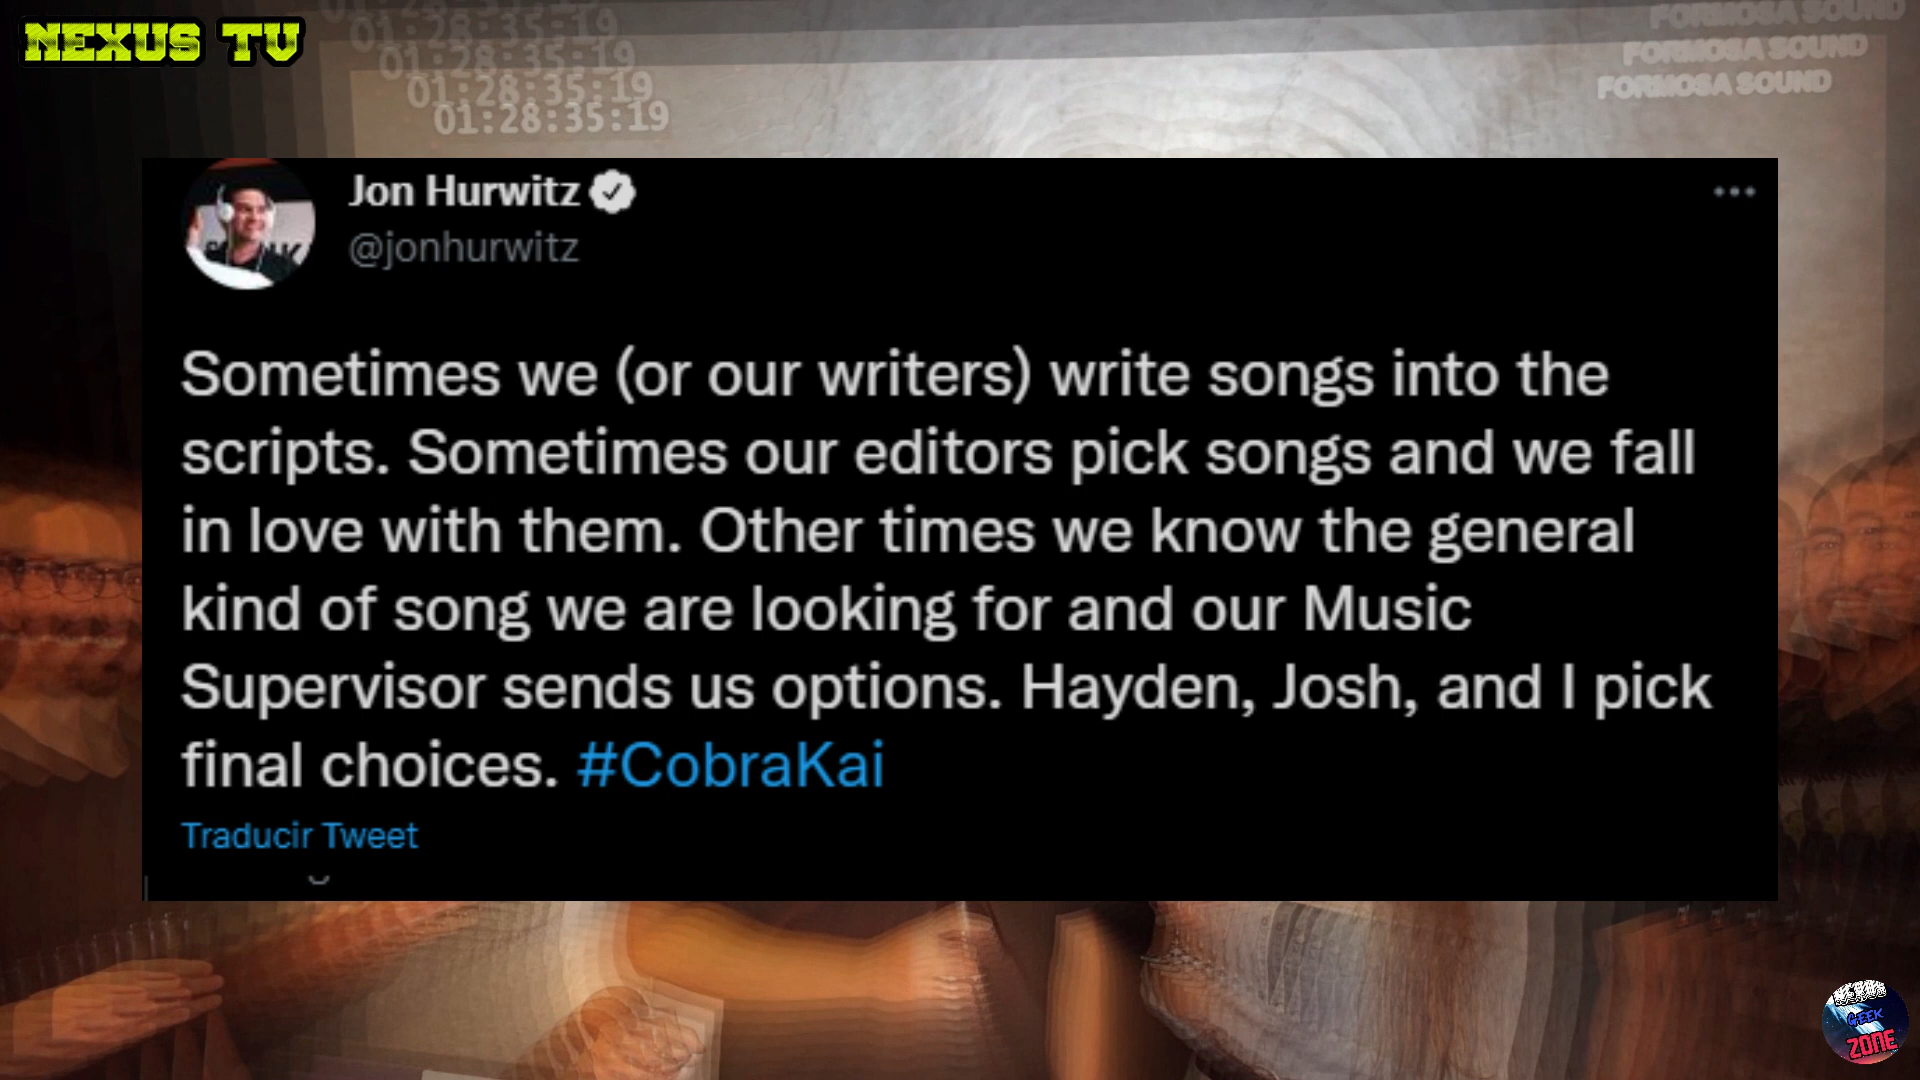 NEXUS TV
01:28:35:19
01:28:35:19
01:28:35:19
01:28:35:19
FORMOSA SOUND
FORMOSA SOUND
FORMOSA SOUND
Jon Hurwitz
@jonhurwitz
Sometimes we (or our writers) write songs into the
scripts. Sometimes our editors pick songs and we fall
in love with them. Other times we know the general
kind of song we are looking for and our Music
Supervisor sends us options. Hayden, Josh, and I pick
final choices. #CobraKai
Traducir Tweet
GEEK
ZONE